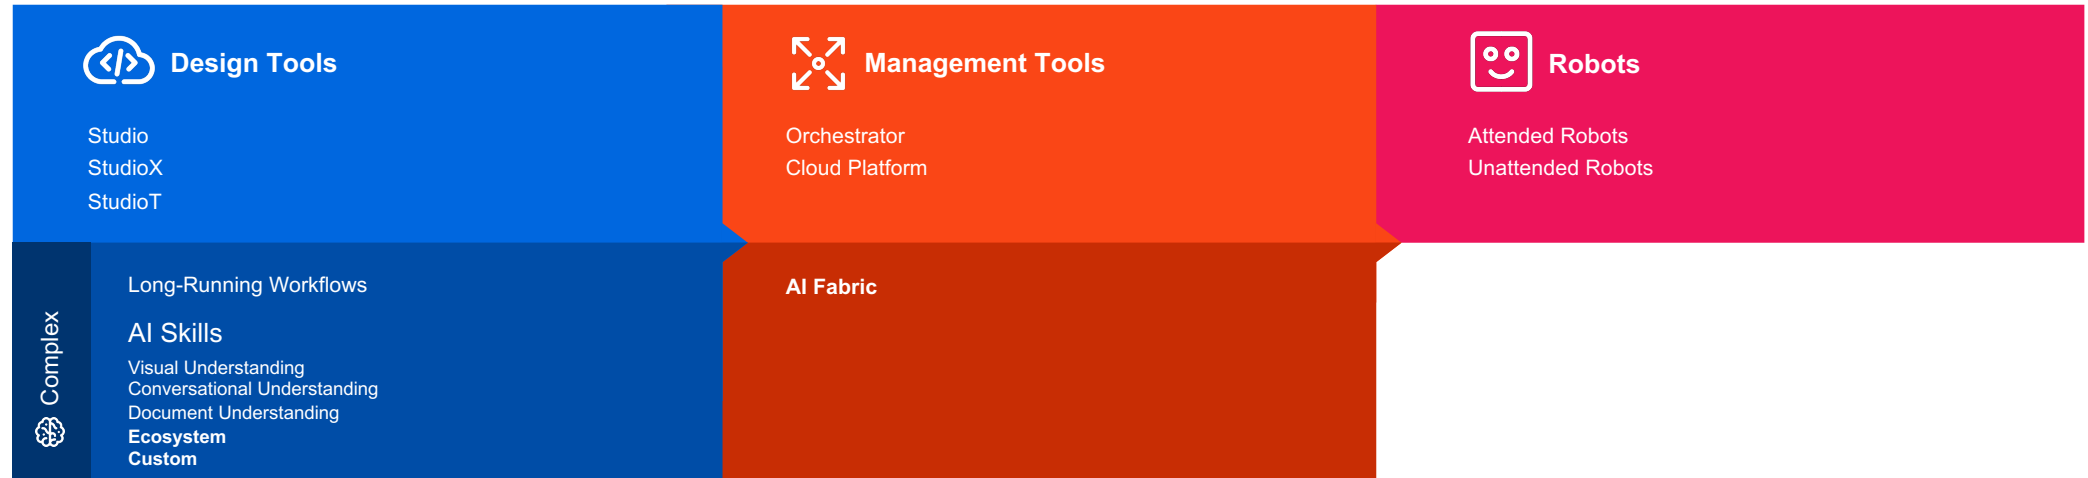 Design Tools
Studio
StudioX
StudioT
Management Tools
Orchestrator
Cloud Platform
Robots
Attended Robots
Unattended Robots
Complex
Long-Running Workflows
AI Skills
Visual Understanding
Conversational Understanding
Document Understanding
Ecosystem
Custom
AI Fabric